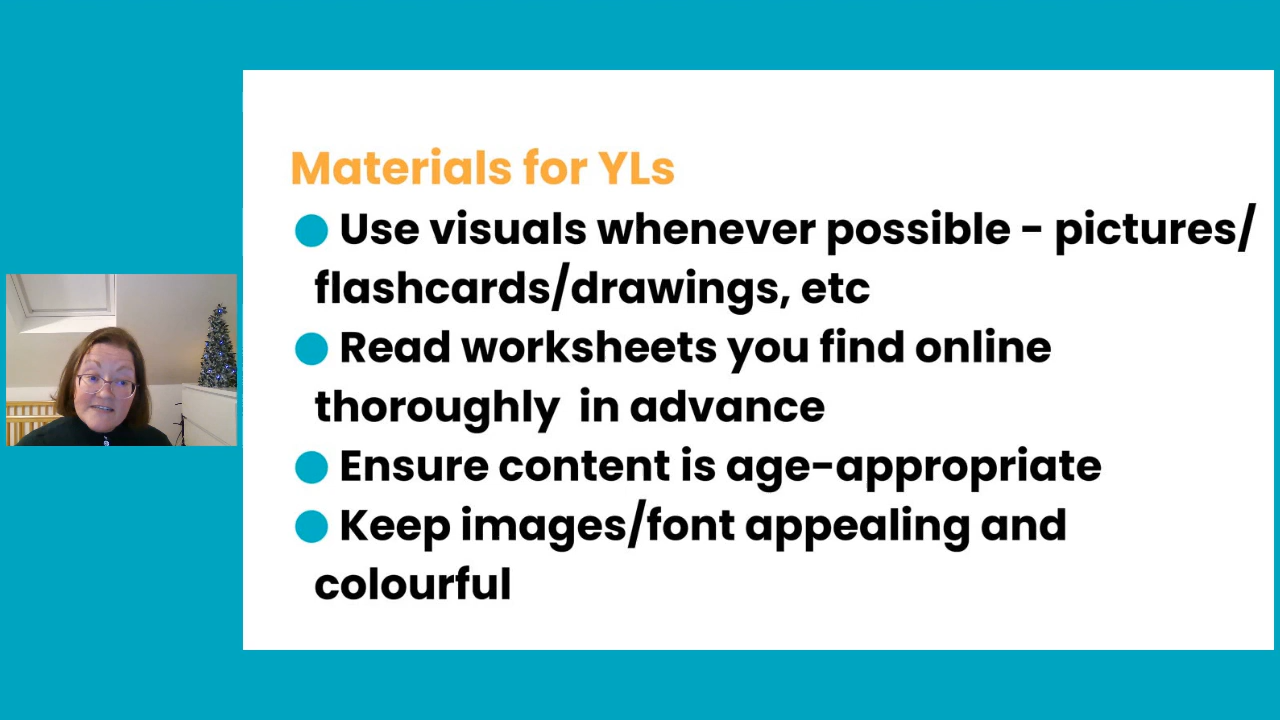 Materials for YLs
● Use visuals whenever possible - pictures/
flashcards/drawings, etc
● Read worksheets you find online
thoroughly  in advance
● Ensure content is age-appropriate
● Keep images/font appealing and
colourful